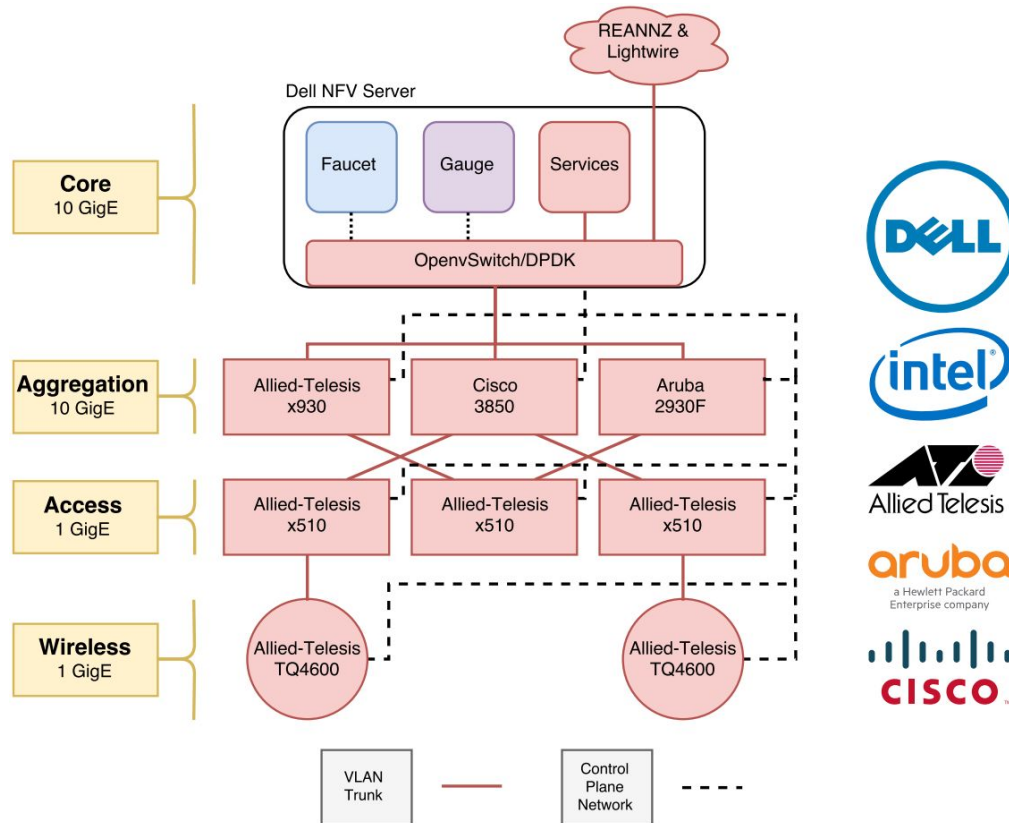 REANNZ &
Lightwire
Dell NFV Server
Faucet
Gauge
Services
OpenvSwitch/DPDK
Core
10 GigE
Aggregation
10 GigE
Access
1 GigE
Wireless
1 GigE
Allied-Telesis
x930
Cisco
3850
Aruba
2930F
Allied-Telesis
x510
Allied-Telesis
x510
Allied-Telesis
x510
Allied-Telesis
TQ4600
Allied-Telesis
TQ4600
VLAN
Trunk
Control
Plane
Network
DELL
intel®
Allied Telesis
aruba
a Hewlett Packard
Enterprise company
CISCO